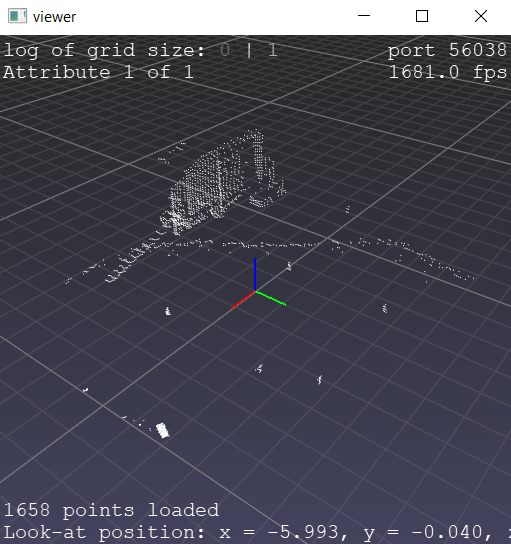 viewer
log of grid size: 0 | 1
port 56038
Attribute 1 of 1
1681.0 fps
1658 points loaded
Look-at position: x = -5.993, y = -0.040,